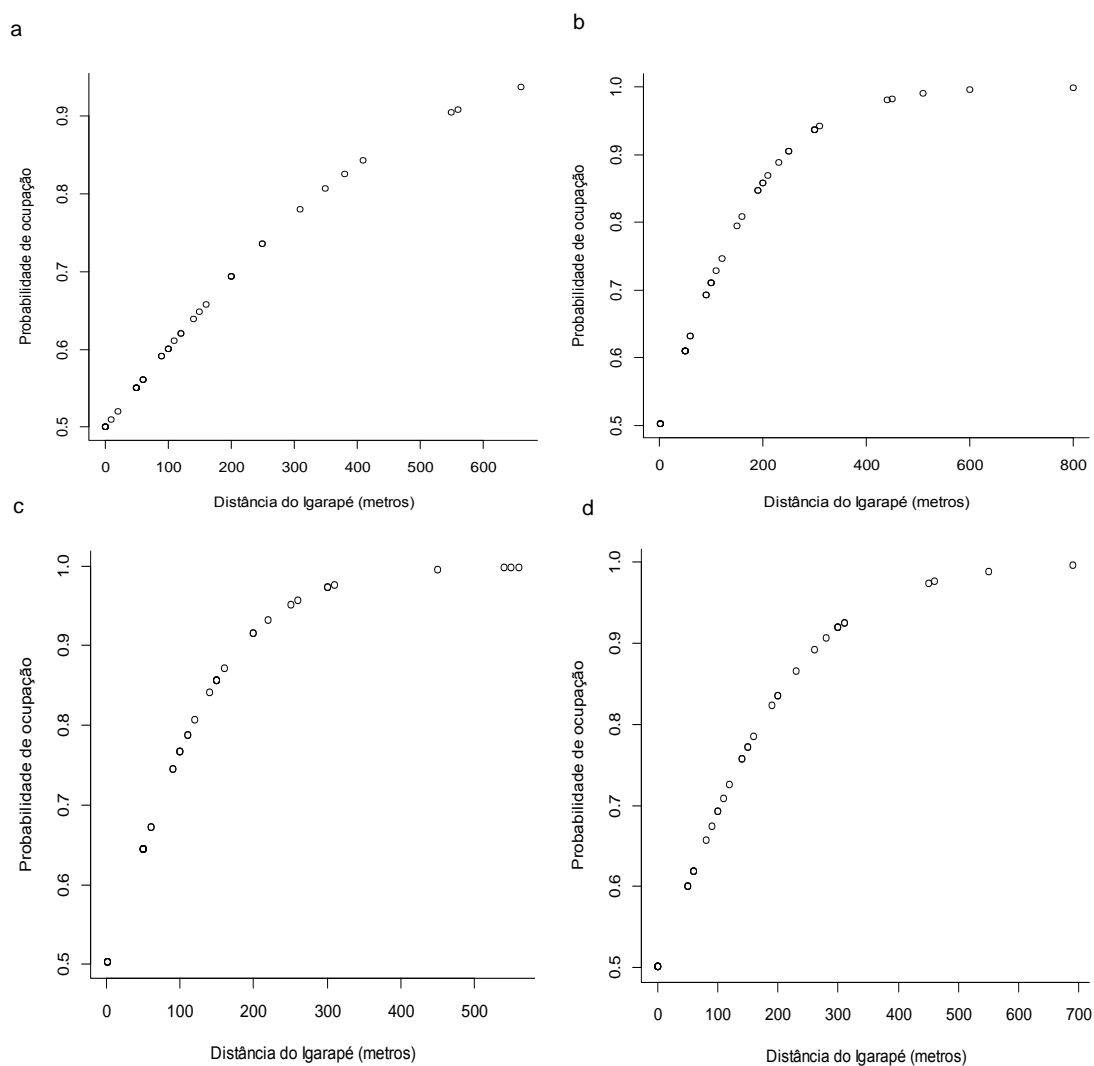 a
Probabilidade de ocupação
0.5 0.6 0.7 0.8 0.9
0 100 200 300 400 500 600
Distância do Igarapé (metros)
b
Probabilidade de ocupação
0.5 0.6 0.7 0.8 0.9 1.0
0 200 400 600 800
Distância do Igarapé (metros)
c
Probabilidade de ocupação
0.5 0.6 0.7 0.8 0.9 1.0
0 100 200 300 400 500
Distância do Igarapé (metros)
d
Probabilidade de ocupação
0.5 0.6 0.7 0.8 0.9 1.0
0 100 200 300 400 500 600 700
Distância do Igarapé (metros)